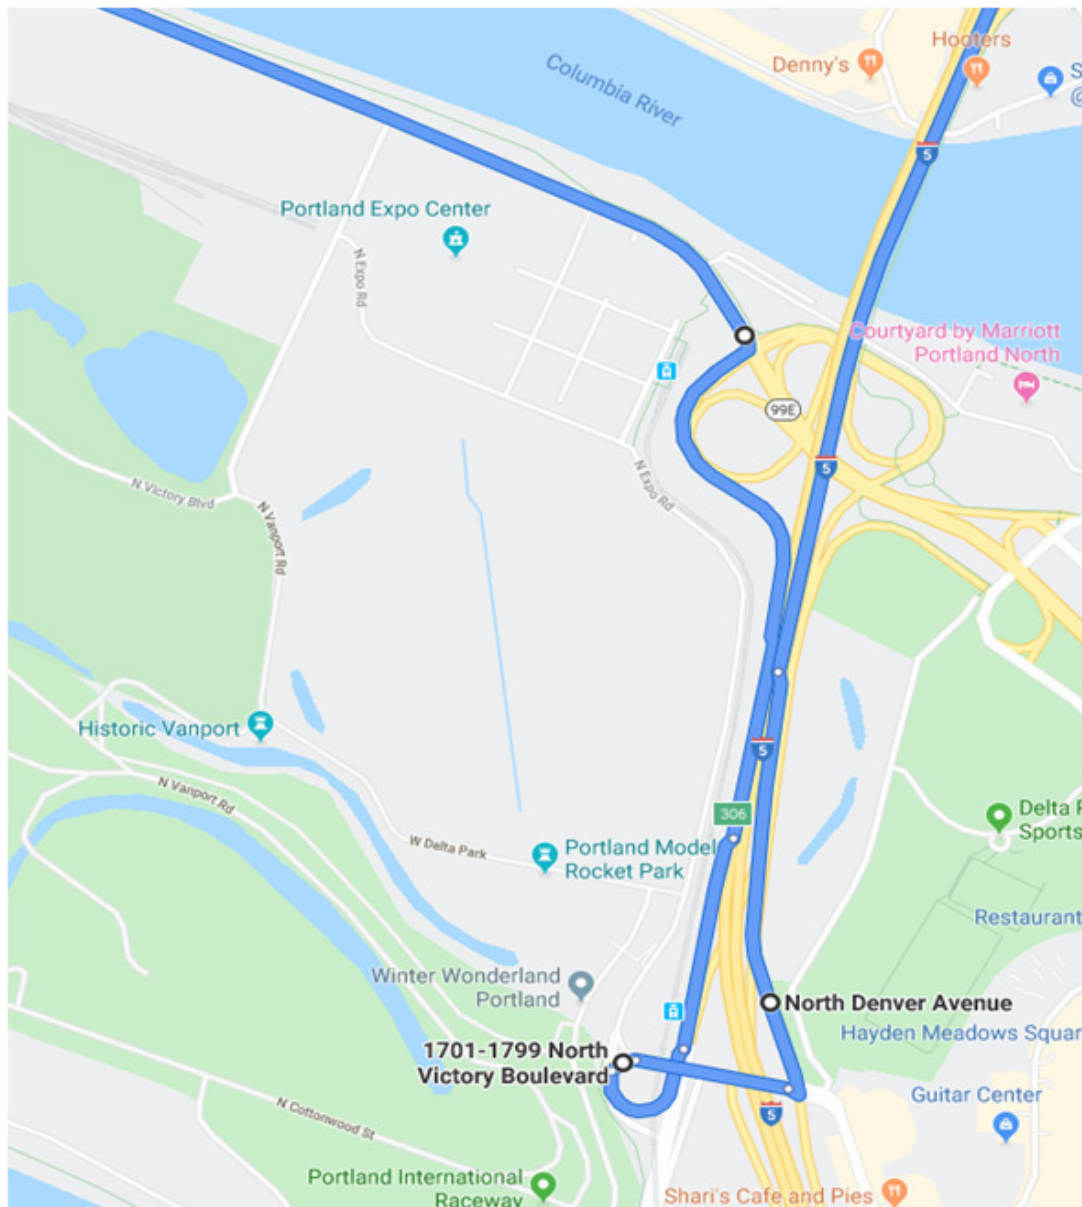 Hooters
Denny's
S
@
Columbia River
5
Portland Expo Center
N Expo Rd
Courtyard by Marriott
Portland North
99E
5
N Expo Rd
N Victory Blvd
N Vanport Rd
Historic Vanport
5
N Vanport Rd
306
Delta P
Sports
W Delta Park
Portland Model
Rocket Park
Restaurant
Winter Wonderland
Portland
North Denver Avenue
Hayden Meadows Squar
1701-1799 North
Victory Boulevard
Guitar Center
5
N Cottonwood St
Portland International
Raceway
Shari's Cafe and Pies